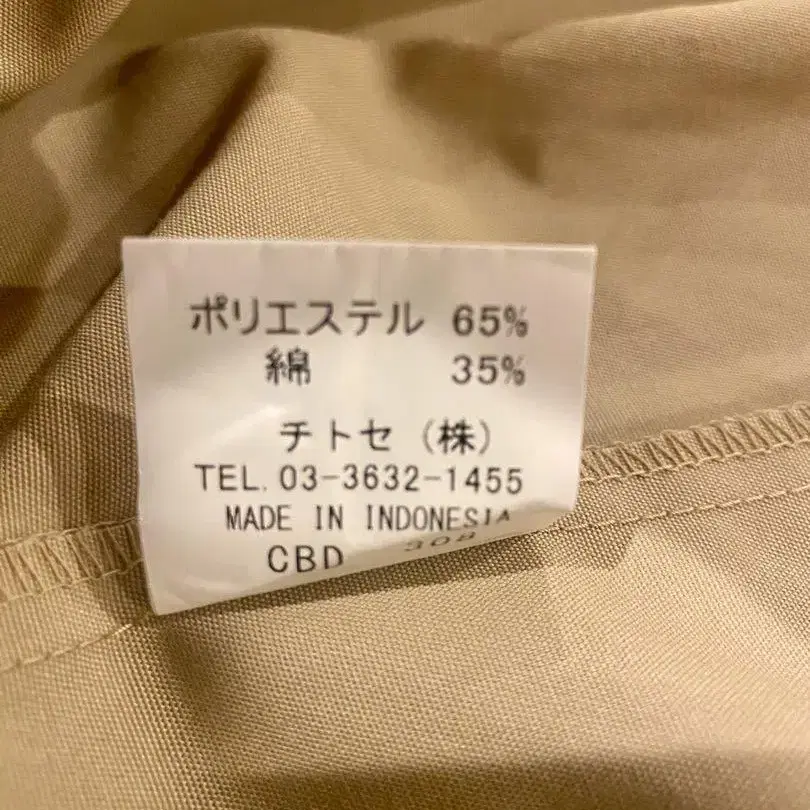 ポリエステル 65%
綿 35%
チトセ(株)
TEL. 03-3632-1455
MADE IN INDONESIA
CBD 308